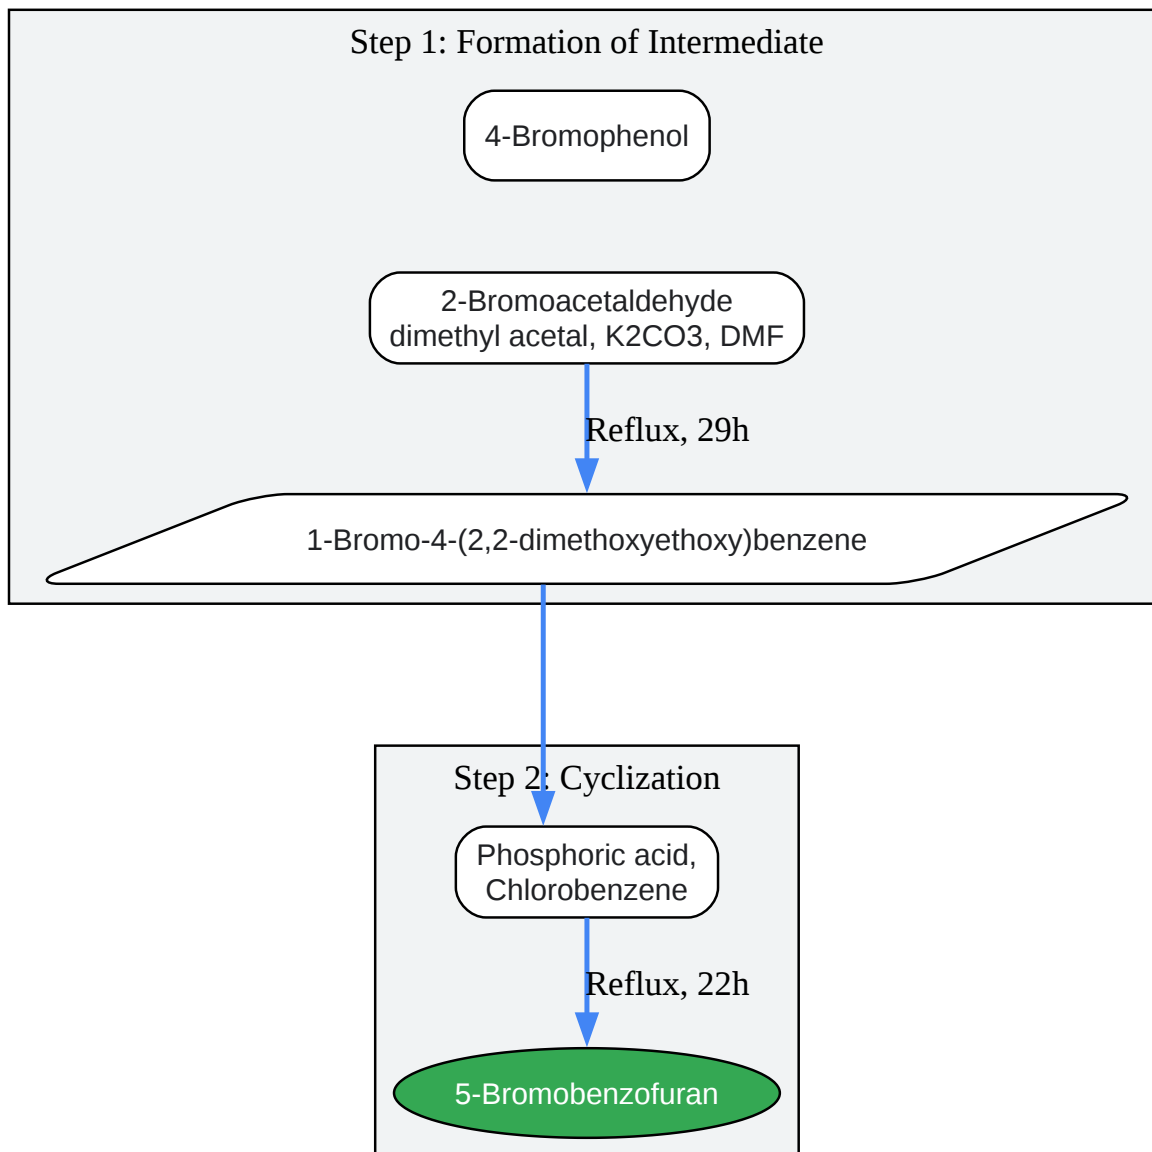 Step 1: Formation of Intermediate
4-Bromophenol
2-Bromoacetaldehyde
dimethyl acetal, K2CO3, DMF
Reflux, 29h
1-Bromo-4-(2,2-dimethoxyethoxy)benzene
Step 2: Cyclization
Phosphoric acid,
Chlorobenzene
Reflux, 22h
5-Bromobenzofuran